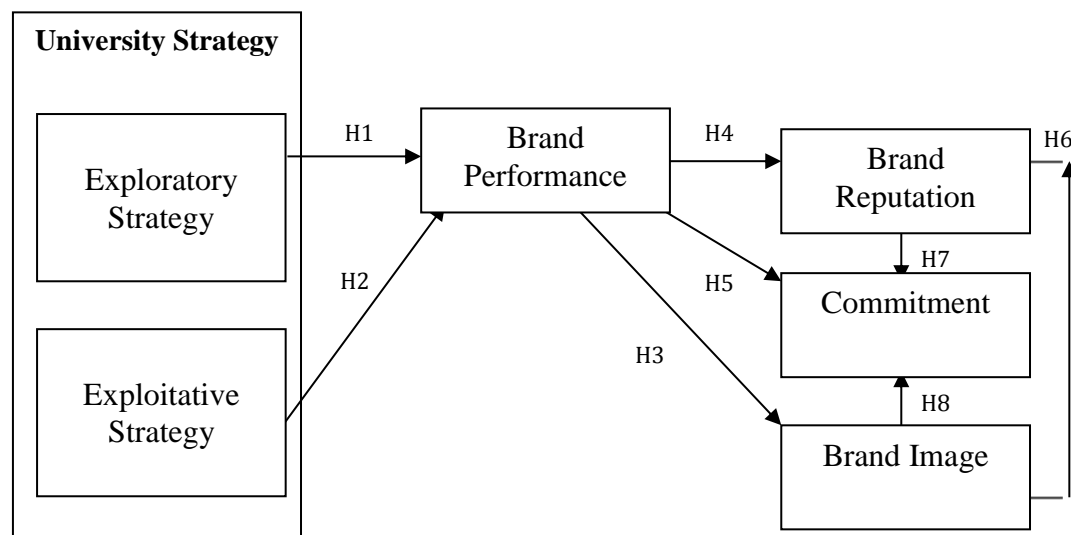 University Strategy
Exploratory
Strategy
Exploitative
Strategy
H1
H2
Brand
Performance
H4
H5
H3
Brand
Reputation
H6
H7
Commitment
H8
Brand Image